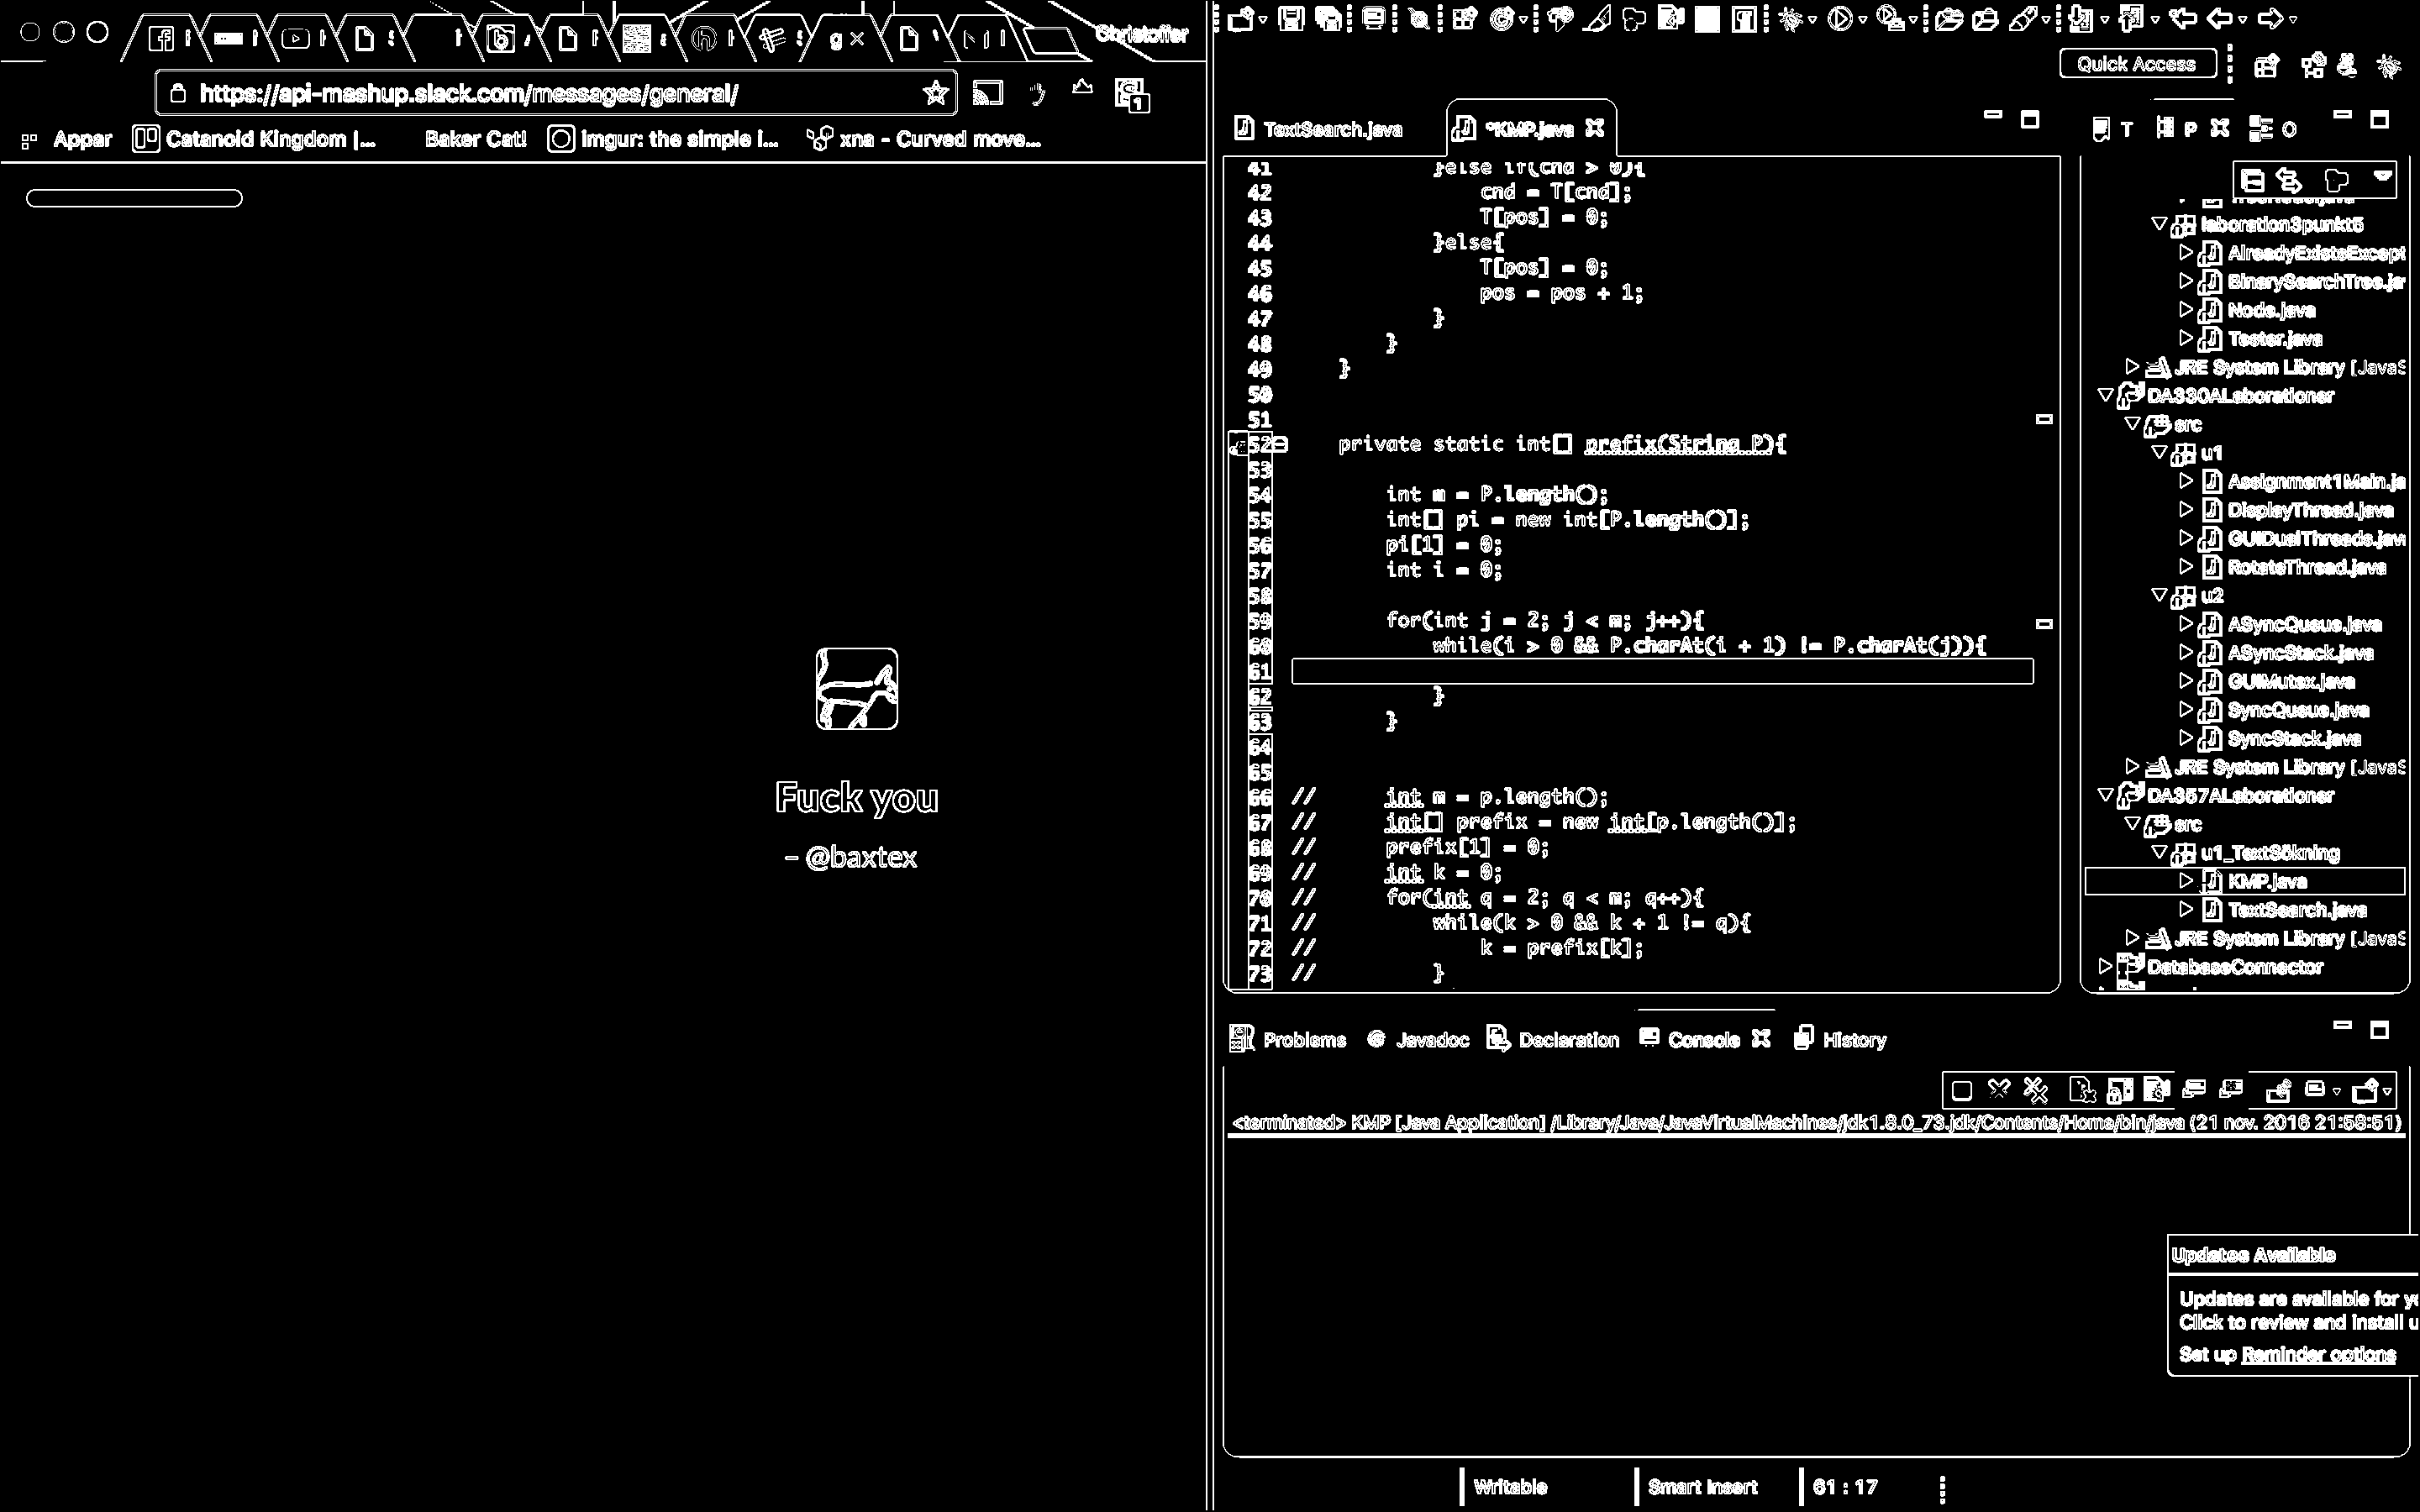 Christoffer
g
https://api-mashup.slack.com/messages/general/
1
Appar
Catanoid Kingdom |...
Baker Cat!
imgur: the simple i...
xna - Curved move...
Fuck you
- @baxtex
Quick Access
TextSearch.java
*KMP.java
T
P
O
41 }else if(cnd > 0){
42 cnd = T[cnd];
43 T[pos] = 0;
44 }else{
45 T[pos] = 0;
46 pos = pos + 1;
47 }
48 }
49 }
50
51
52 private static int[] prefix(String P){
53
54 int m = P.length();
55 int[] pi = new int[P.length()];
56 pi[1] = 0;
57 int i = 0;
58
59 for(int j = 2; j < m; j++){
60 while(i > 0 && P.charAt(i + 1) != P.charAt(j)){
61
62 }
63 }
64
65
66 // int m = p.length();
67 // int[] prefix = new int[p.length()];
68 // prefix[1] = 0;
69 // int k = 0;
70 // for(int q = 2; q < m; q++){
71 // while(k > 0 && k + 1 != q){
72 // k = prefix[k];
73 // }
laboration3punkt5
AlreadyExistsExcept
BinarySearchTree.jar
Node.java
Tester.java
JRE System Library [JavaS
DA330ALaborationer
src
u1
Assignment1Main.ja
DisplayThread.java
GUIDualThreads.jav
RotateThread.java
u2
ASyncQueue.java
ASyncStack.java
GUIMutex.java
SyncQueue.java
SyncStack.java
JRE System Library [JavaS
DA357ALaborationer
src
u1_TextSökning
KMP.java
TextSearch.java
JRE System Library [JavaS
DatabaseConnector
Problems
Javadoc
Declaration
Console
History
<terminated> KMP [Java Application] /Library/Java/JavaVirtualMachines/jdk1.8.0_73.jdk/Contents/Home/bin/java (21 nov. 2016 21:58:51)
Updates Available
Updates are available for y
Click to review and install u
Set up Reminder options
Writable
Smart Insert
61 : 17